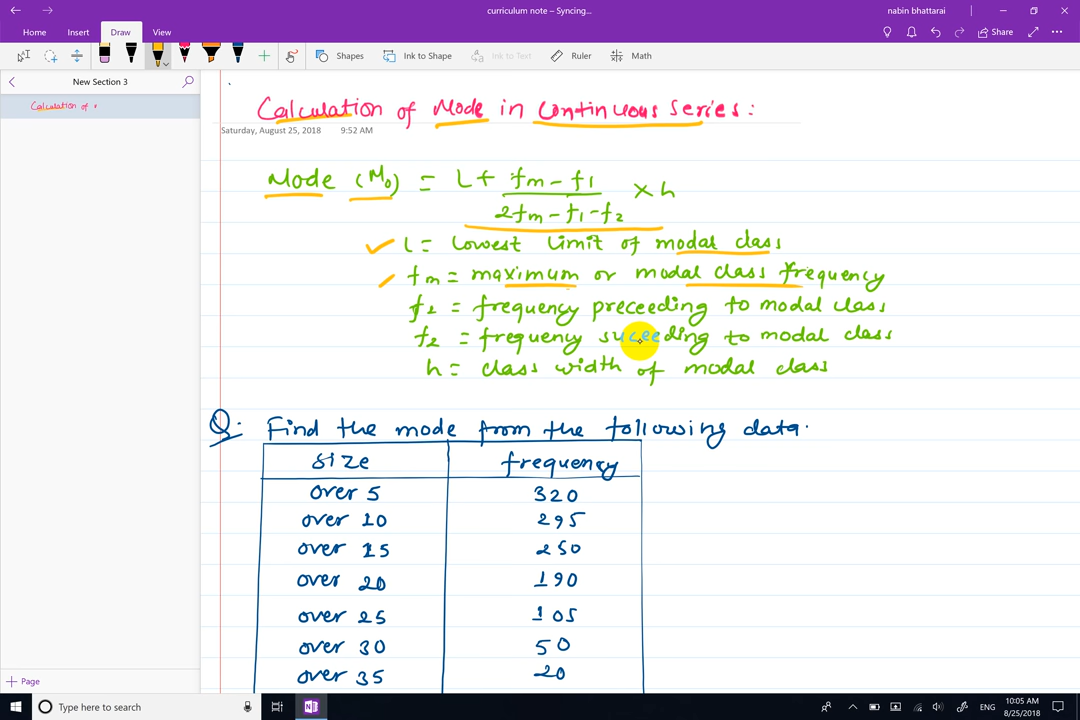 curriculum note – Syncing...
nabin bhattarai
Home Insert Draw View
Share
Shapes
Ink to Shape
Ink to Text
Ruler
Math
New Section 3
Calculation of
Calculation of Mode in Continuous Series:
Saturday, August 25, 2018 9:52 AM
Mode (M₀) = L + (fm - f1) / (2fm - f1 - f2) × h
L = Lowest limit of modal class
fm = maximum or modal class frequency
f1 = frequency preceeding to modal class
f2 = frequency suceeding to modal class
h = class width of modal class
Q: Find the mode from the following data.
size frequency
over 5 320
over 10 295
over 15 250
over 20 190
over 25 105
over 30 50
over 35 20
+ Page
Type here to search
ENG
10:05 AM
8/25/2018